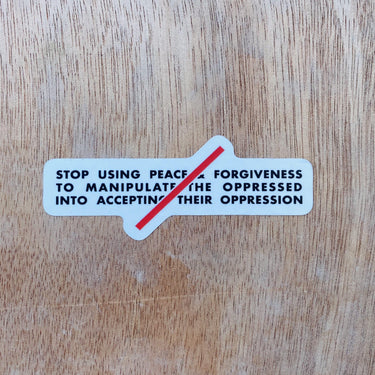 STOP USING PEACE & FORGIVENESS
TO MANIPULATE THE OPPRESSED
INTO ACCEPTING THEIR OPPRESSION